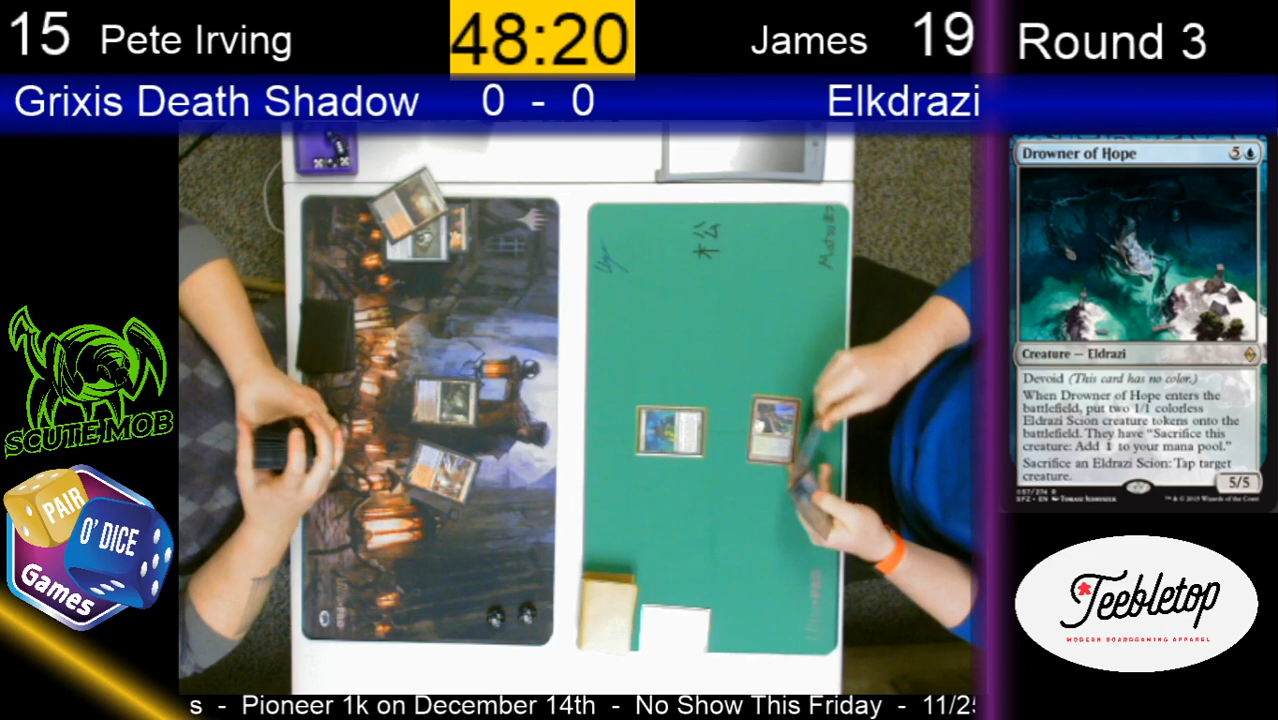 15 Pete Irving
48:20
James 19
Round 3
Grixis Death Shadow 0 - 0 Elkdrazi
Drowner of Hope 5
Creature — Eldrazi
Devoid (This card has no color.)
When Drowner of Hope enters the
battlefield, put two 1/1 colorless
Eldrazi Scion creature tokens onto the
battlefield. They have “Sacrifice this
creature: Add 1 to your mana pool.”
Sacrifice an Eldrazi Scion: Tap target
creature.
5/5
SCUTE MOB
PAIR
O' DICE
Games
Teebletop
MODERN BOARDGAMING APPAREL
s - Pioneer 1k on December 14th - No Show This Friday - 11/25